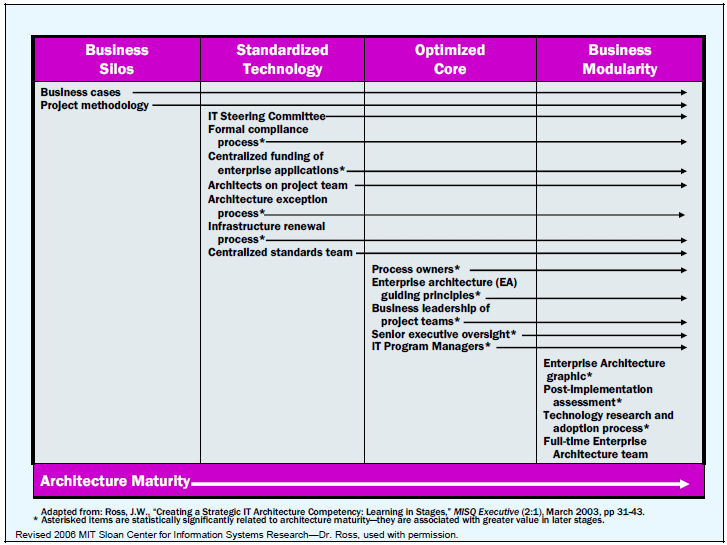 Business Silos
Standardized Technology
Optimized Core
Business Modularity
Business cases
Project methodology
IT Steering Committee
Formal compliance
process*
Centralized funding of
enterprise applications*
Architects on project team
Architecture exception
process*
Infrastructure renewal
process*
Centralized standards team
Process owners*
Enterprise architecture (EA)
guiding principles*
Business leadership of
project teams*
Senior executive oversight*
IT Program Managers*
Enterprise Architecture
graphic*
Post-implementation
assessment*
Technology research and
adoption process*
Full-time Enterprise
Architecture team
Architecture Maturity
Adapted from: Ross, J.W., "Creating a Strategic IT Architecture Competency: Learning in Stages," MISQ Executive (2:1), March 2003, pp 31-43.
* Asterisked items are statistically significantly related to architecture maturity—they are associated with greater value in later stages.
Revised 2006 MIT Sloan Center for Information Systems Research—Dr. Ross, used with permission.